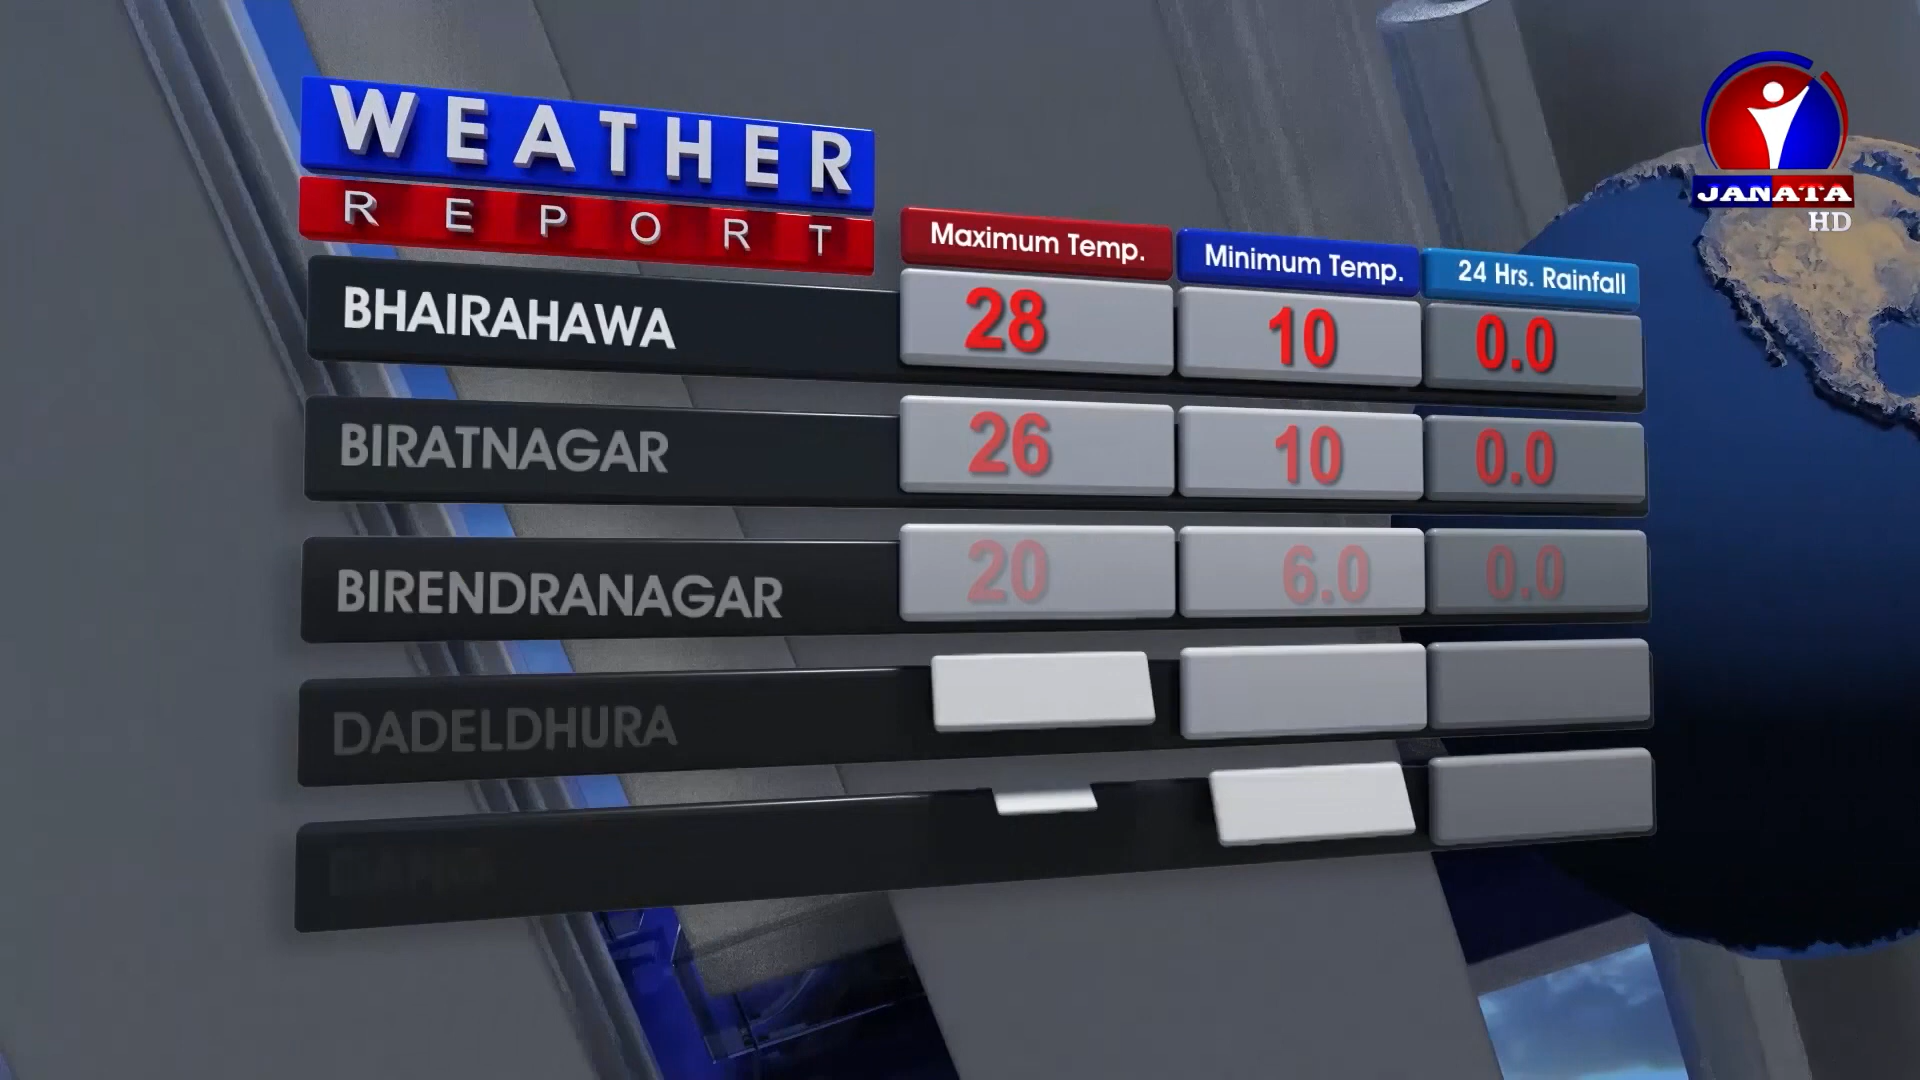 WEATHER
REPORT
JANATA
HD
Maximum Temp. Minimum Temp. 24 Hrs. Rainfall
BHAIRAHAWA 28 10 0.0
BIRATNAGAR 26 10 0.0
BIRENDRANAGAR 20 6.0 0.0
DADELDHURA